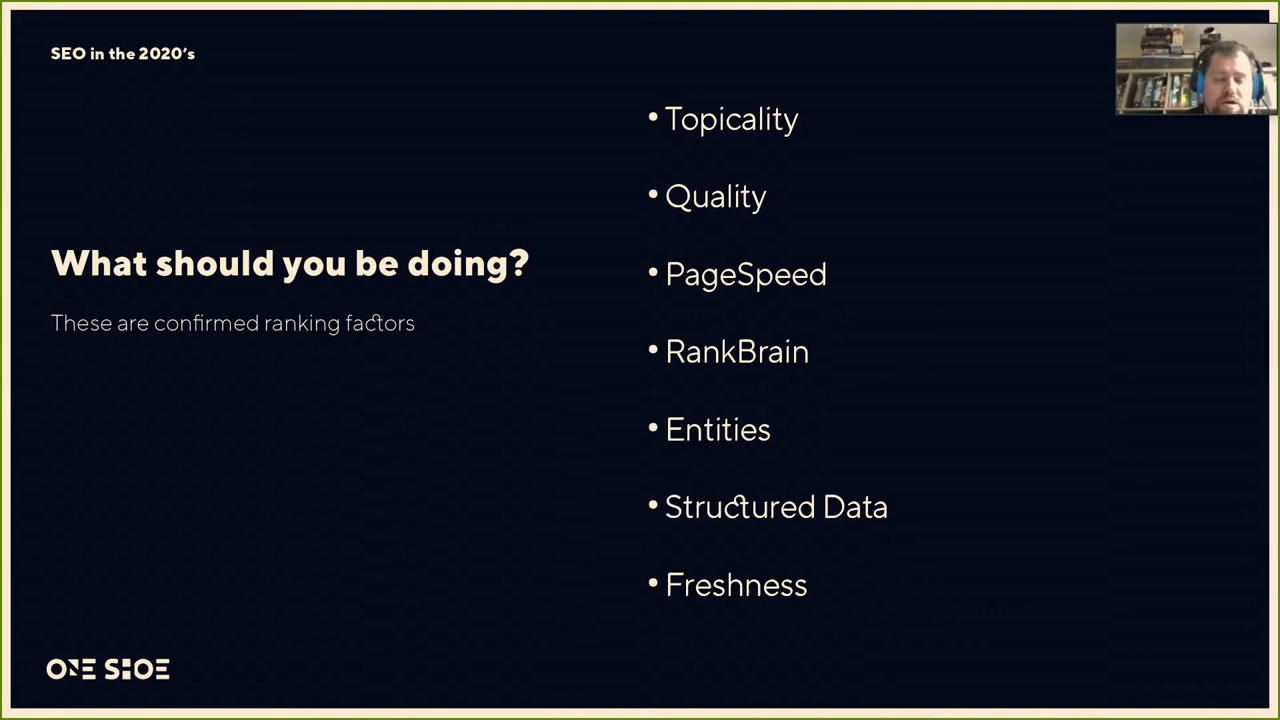 SEO in the 2020's
What should you be doing?
These are confirmed ranking factors
• Topicality
• Quality
• PageSpeed
• RankBrain
• Entities
• Structured Data
• Freshness
ONE SHOE